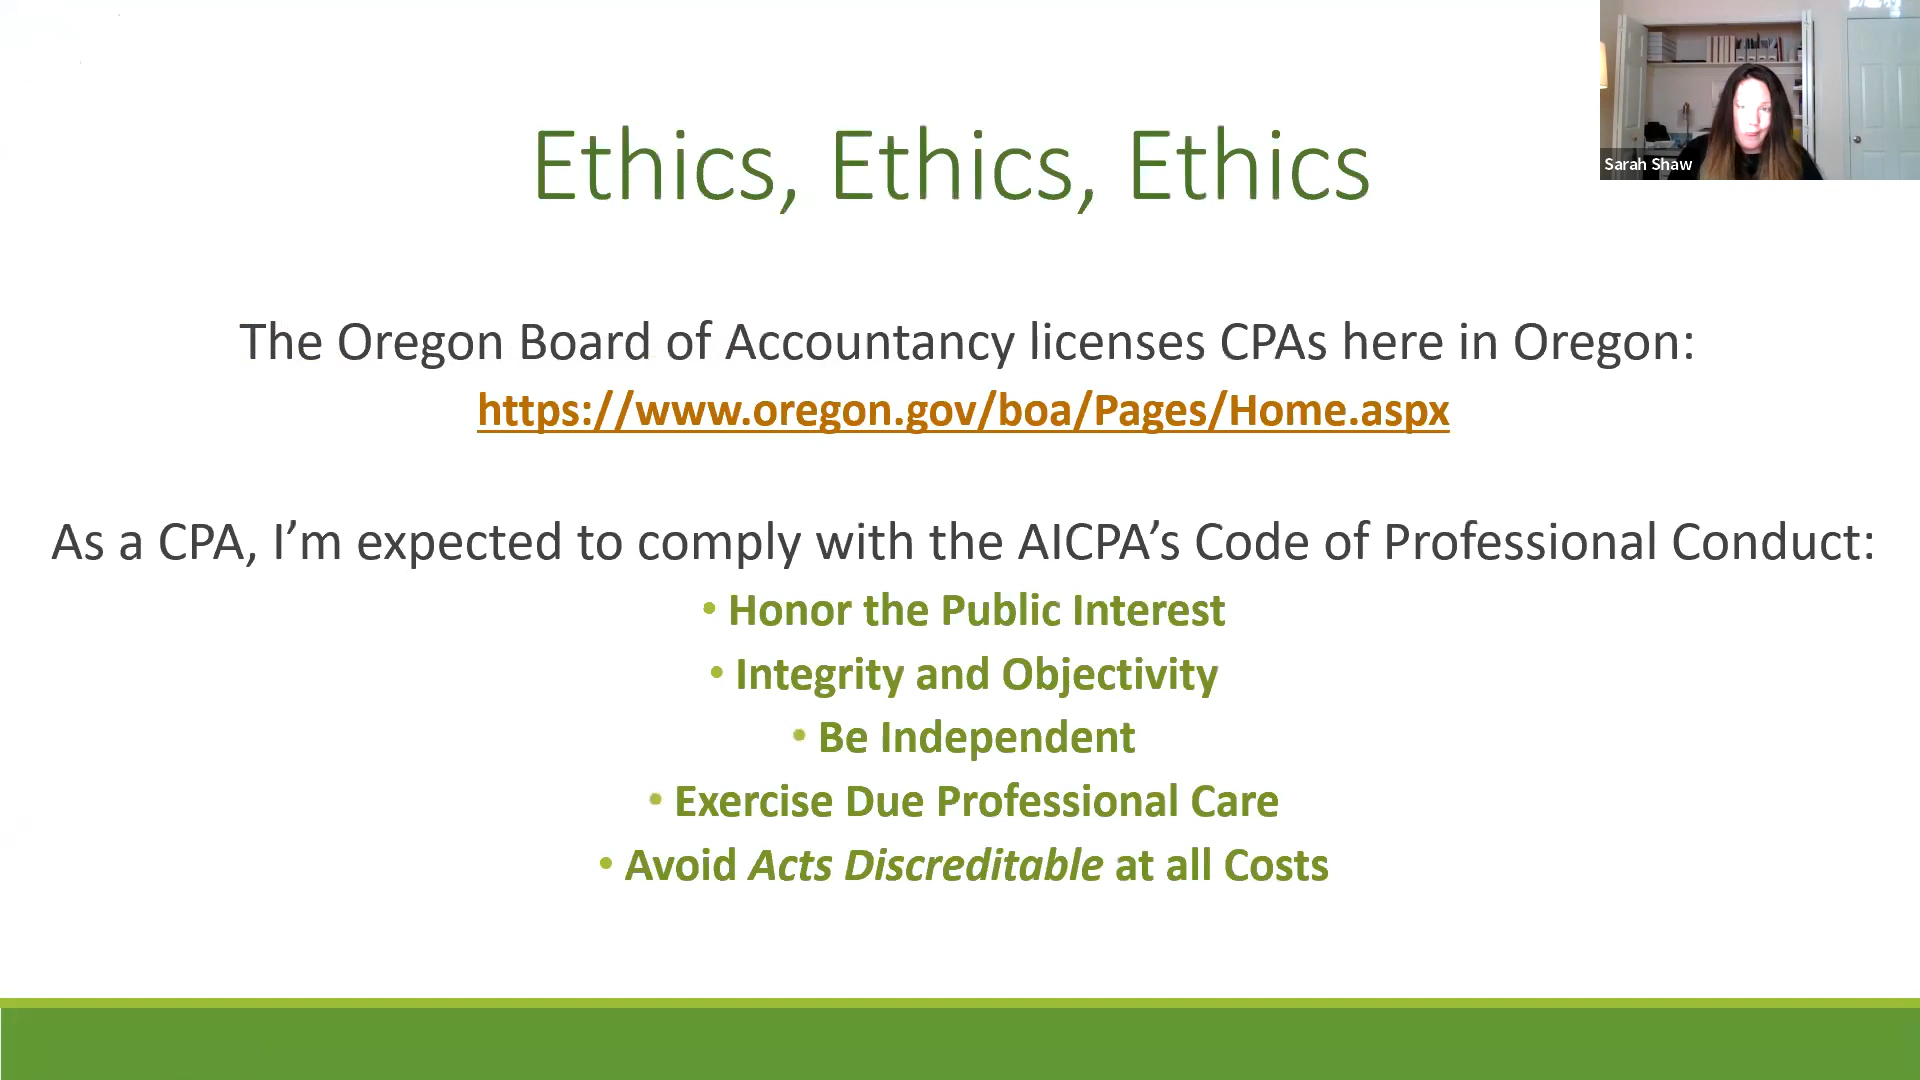 Ethics, Ethics, Ethics
Sarah Shaw
The Oregon Board of Accountancy licenses CPAs here in Oregon:
https://www.oregon.gov/boa/Pages/Home.aspx
As a CPA, I’m expected to comply with the AICPA’s Code of Professional Conduct:
• Honor the Public Interest
• Integrity and Objectivity
• Be Independent
• Exercise Due Professional Care
• Avoid Acts Discreditable at all Costs